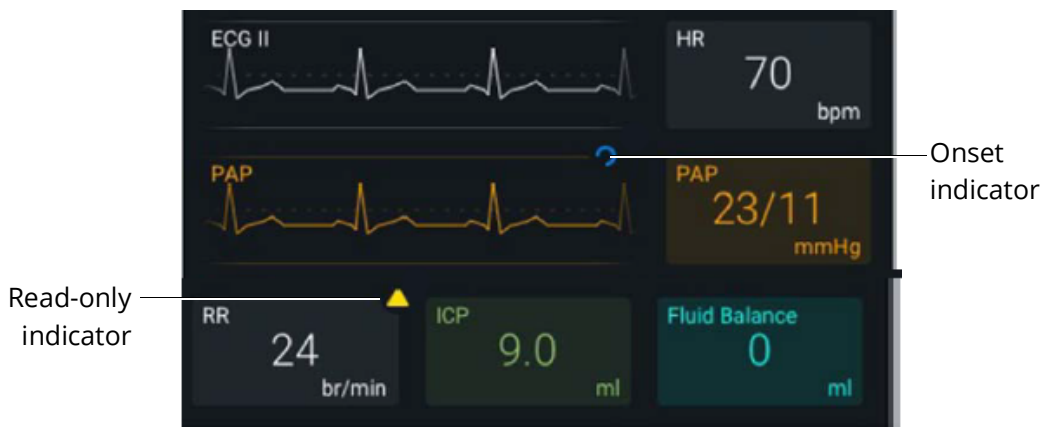 ECG II
HR
70
bpm
Onset
indicator
PAP
PAP
23/11
mmHg
Read-only
indicator
RR
24
br/min
ICP
9.0
ml
Fluid Balance
0
ml